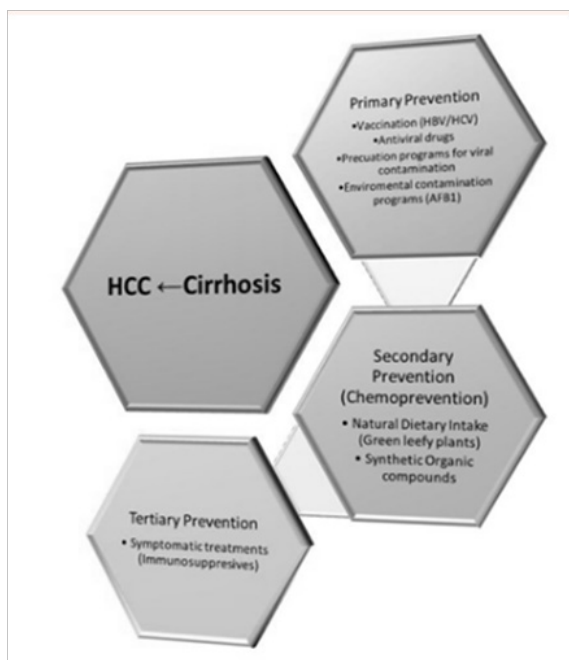 Primary Prevention
•Vaccination (HBV/HCV)
•Antiviral drugs
•Precuation programs for viral
contamination
•Enviromental contamination
programs (AFB1)
HCC ←Cirrhosis
Secondary
Prevention
(Chemoprevention)
• Natural Dietary Intake
(Green leefy plants)
• Synthetic Organic
compounds
Tertiary Prevention
• Symptomatic treatments
(Immunosuppresives)